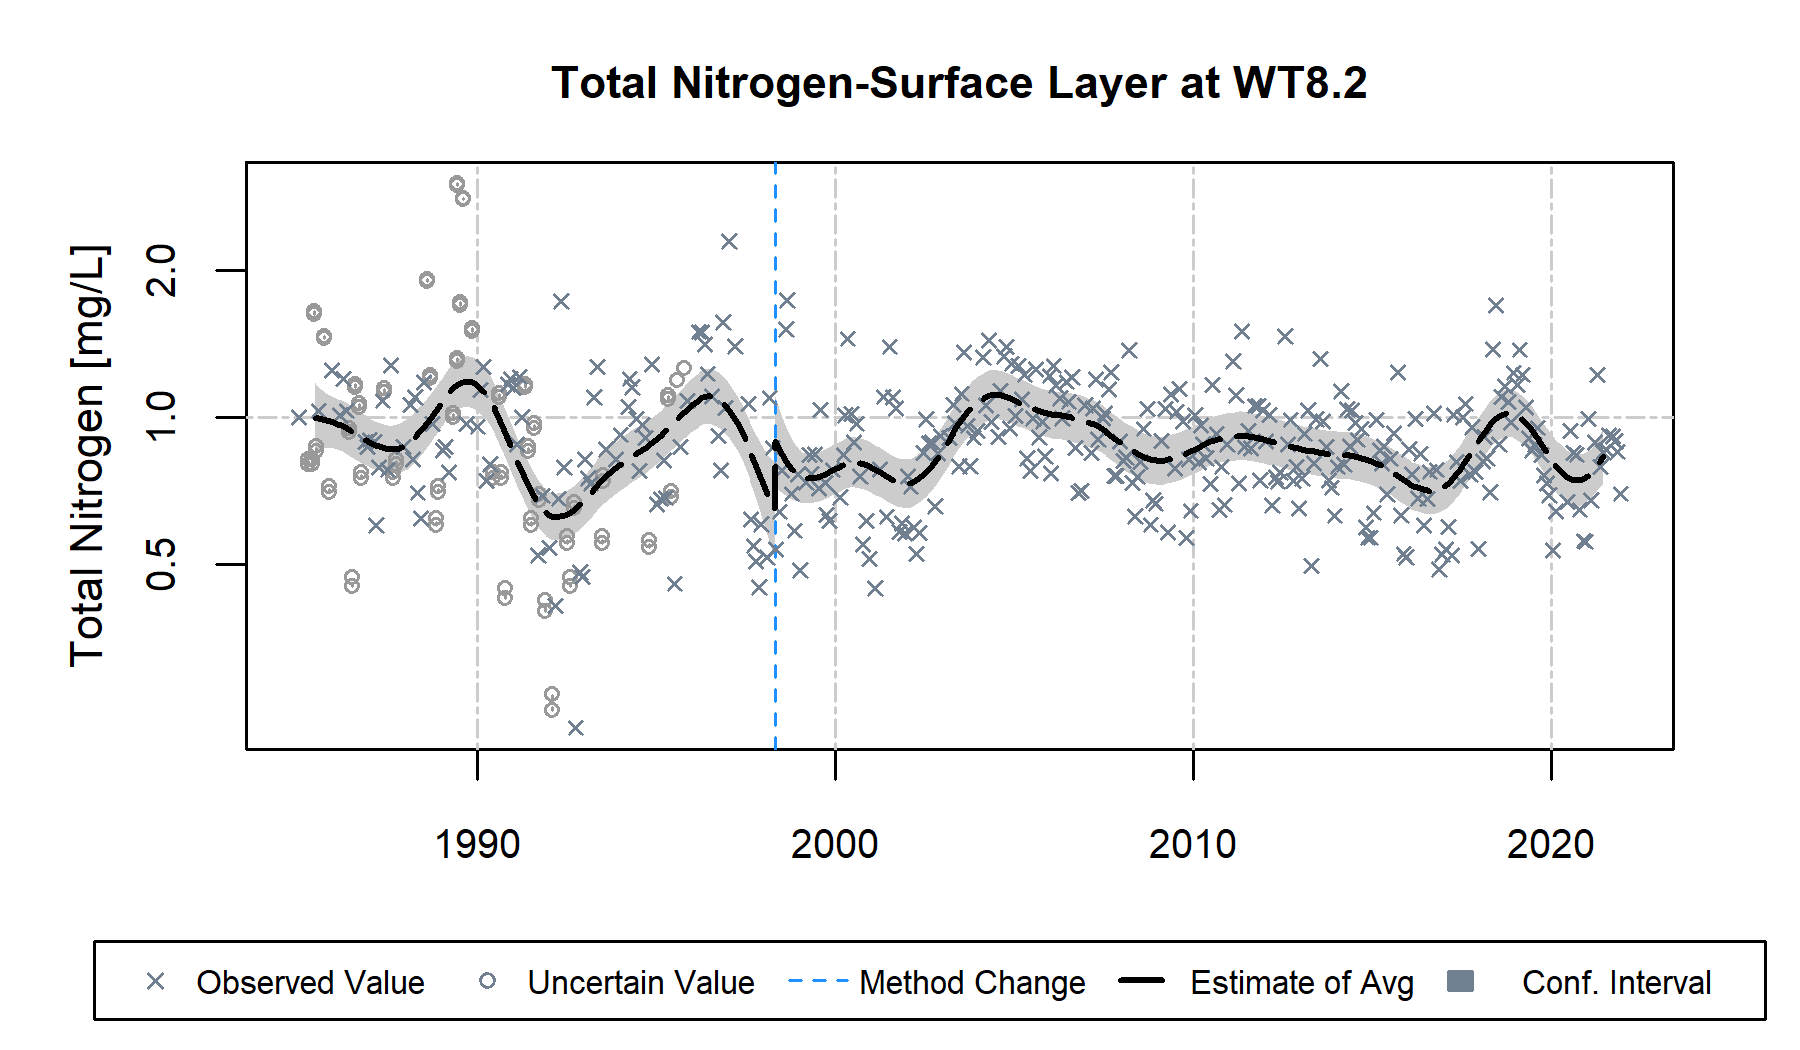 Total Nitrogen-Surface Layer at WT8.2
Total Nitrogen [mg/L]
2.0
1.0
0.5
1990 2000 2010 2020
Observed Value Uncertain Value Method Change Estimate of Avg Conf. Interval